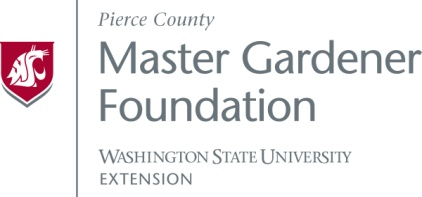 Pierce County
Master Gardener
Foundation
WASHINGTON STATE UNIVERSITY
EXTENSION